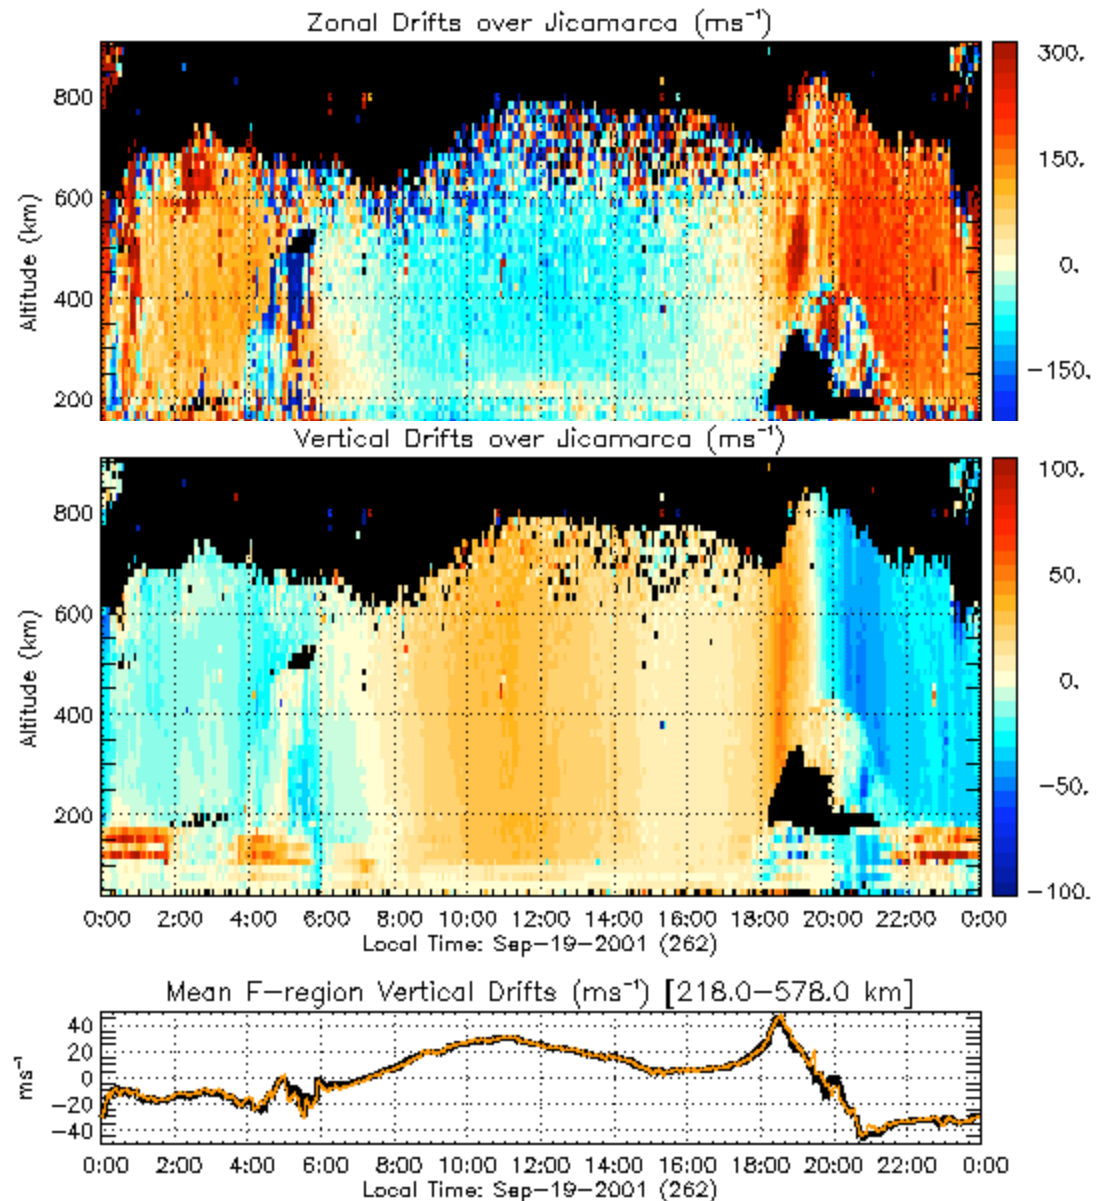 Zonal Drifts over Jicamarca (ms⁻¹)
300.
800
150.
600
Altitude (km)
0.
400
−150.
200
Vertical Drifts over Jicamarca (ms⁻¹)
100.
800
50.
600
Altitude (km)
0.
400
−50.
200
−100.
0:00 2:00 4:00 6:00 8:00 10:00 12:00 14:00 16:00 18:00 20:00 22:00 0:00
Local Time: Sep−19−2001 (262)
Mean F−region Vertical Drifts (ms⁻¹) [218.0−578.0 km]
40
20
ms⁻¹
0
−20
−40
0:00 2:00 4:00 6:00 8:00 10:00 12:00 14:00 16:00 18:00 20:00 22:00 0:00
Local Time: Sep−19−2001 (262)